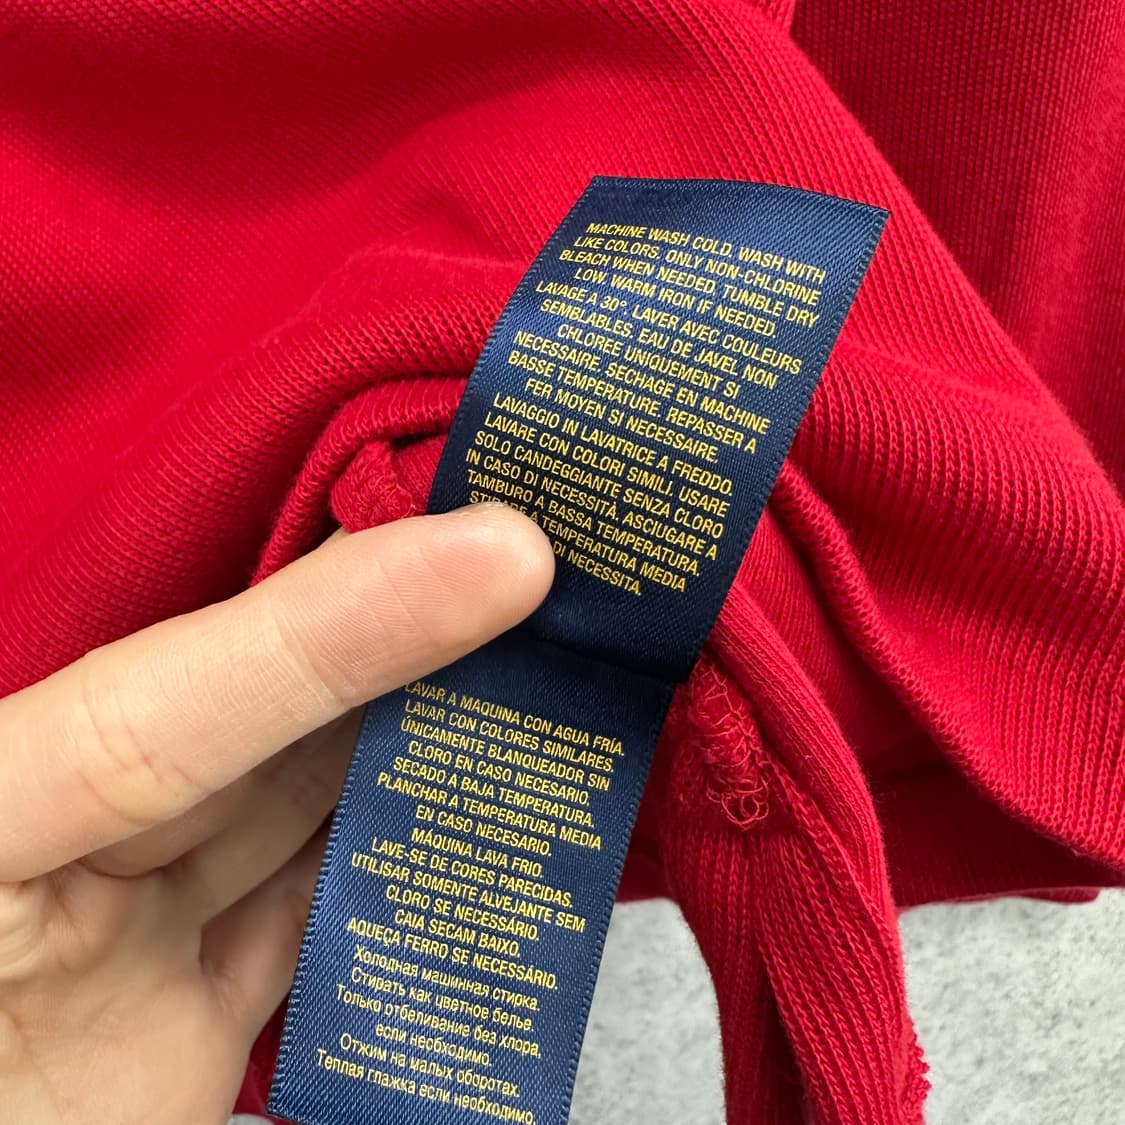 MACHINE WASH COLD. WASH WITH
LIKE COLORS. ONLY NON-CHLORINE
BLEACH WHEN NEEDED. TUMBLE DRY
LOW. WARM IRON IF NEEDED.
LAVAGE A 30°. LAVER AVEC COULEURS
SEMBLABLES. EAU DE JAVEL NON
CHLOREE UNIQUEMENT SI
NECESSAIRE. SECHAGE EN MACHINE
BASSE TEMPERATURE. REPASSER A
FER MOYEN SI NECESSAIRE.
LAVAGGIO IN LAVATRICE A FREDDO.
LAVARE CON COLORI SIMILI. USARE
SOLO CANDEGGIANTE SENZA CLORO
IN CASO DI NECESSITÀ. ASCIUGARE A
TAMBURO A BASSA TEMPERATURA.
A TEMPERATURA MEDIA
DI NECESSITA.
LAVAR A MAQUINA CON AGUA FRÍA.
LAVAR CON COLORES SIMILARES.
ÚNICAMENTE BLANQUEADOR SIN
CLORO EN CASO NECESARIO.
SECADO A BAJA TEMPERATURA.
PLANCHAR A TEMPERATURA MEDIA
EN CASO NECESARIO.
MÁQUINA LAVA FRIO.
LAVE-SE DE CORES PARECIDAS.
UTILISAR SOMENTE ALVEJANTE SEM
CLORO SE NECESSÁRIO.
CAIA SECAM BAIXO.
AQUEÇA FERRO SE NECESSÁRIO.
Холодная машинная стирка.
Стирать как цветное белье.
Только отбеливание без хлора,
если необходимо.
Отжим на малых оборотах.
Теплая глажка если необходимо.